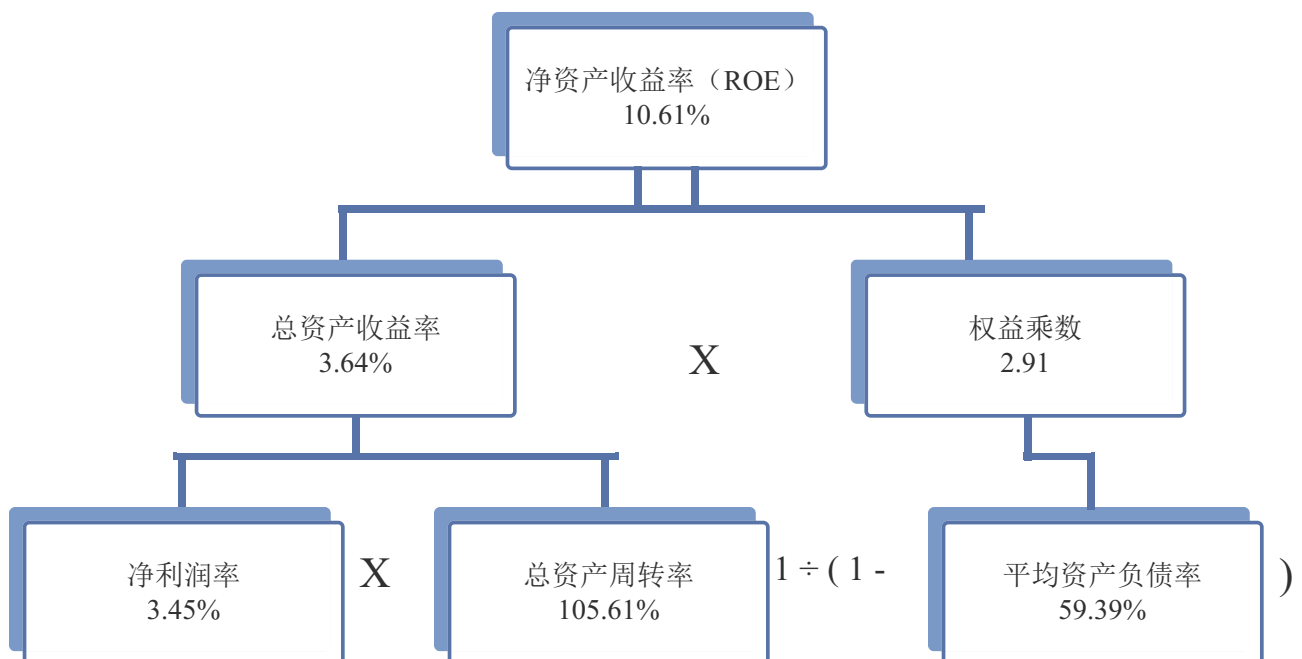 净资产收益率（ROE）
10.61%
总资产收益率
3.64%
X
权益乘数
2.91
净利润率
3.45%
X
总资产周转率
105.61%
1 ÷ ( 1 -
平均资产负债率
59.39%
)